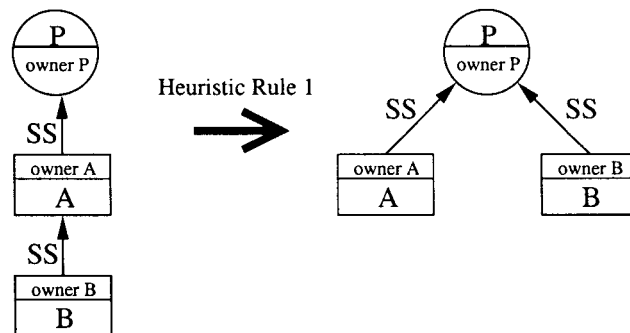 P
owner P
SS
owner A
A
SS
owner B
B
Heuristic Rule 1
P
owner P
SS
SS
owner A
A
owner B
B